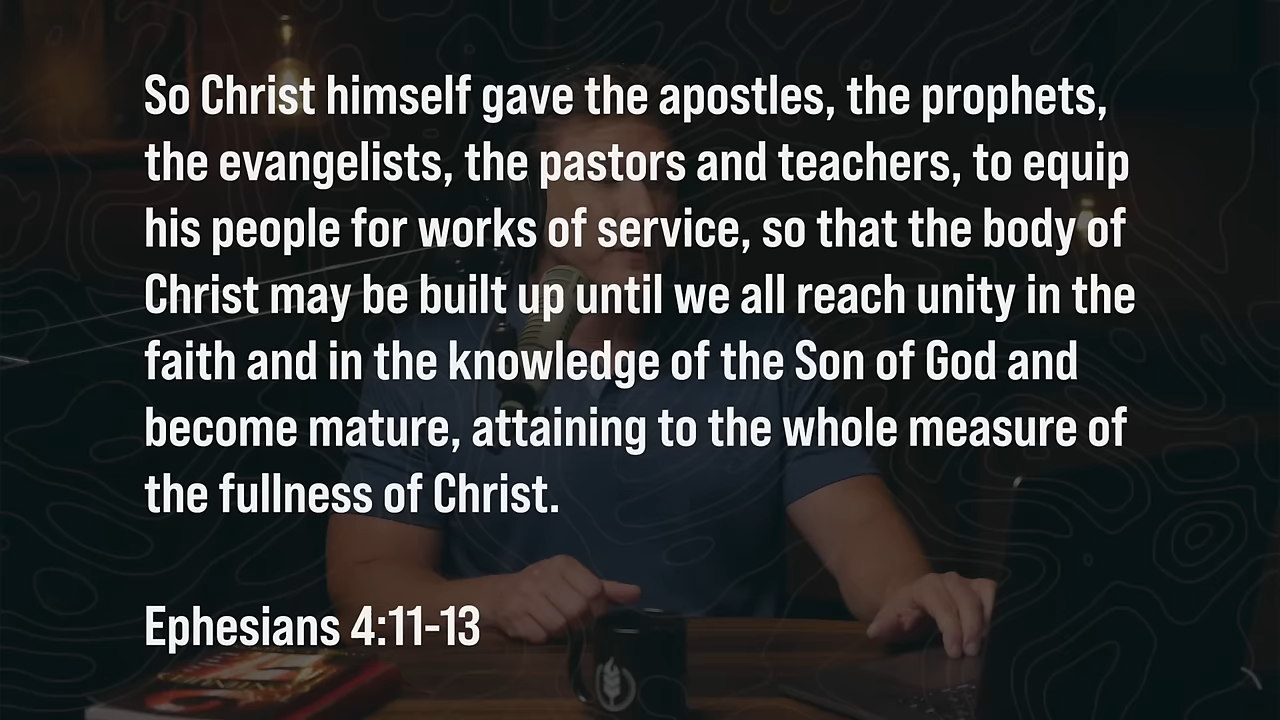 So Christ himself gave the apostles, the prophets,
the evangelists, the pastors and teachers, to equip
his people for works of service, so that the body of
Christ may be built up until we all reach unity in the
faith and in the knowledge of the Son of God and
become mature, attaining to the whole measure of
the fullness of Christ.
Ephesians 4:11-13